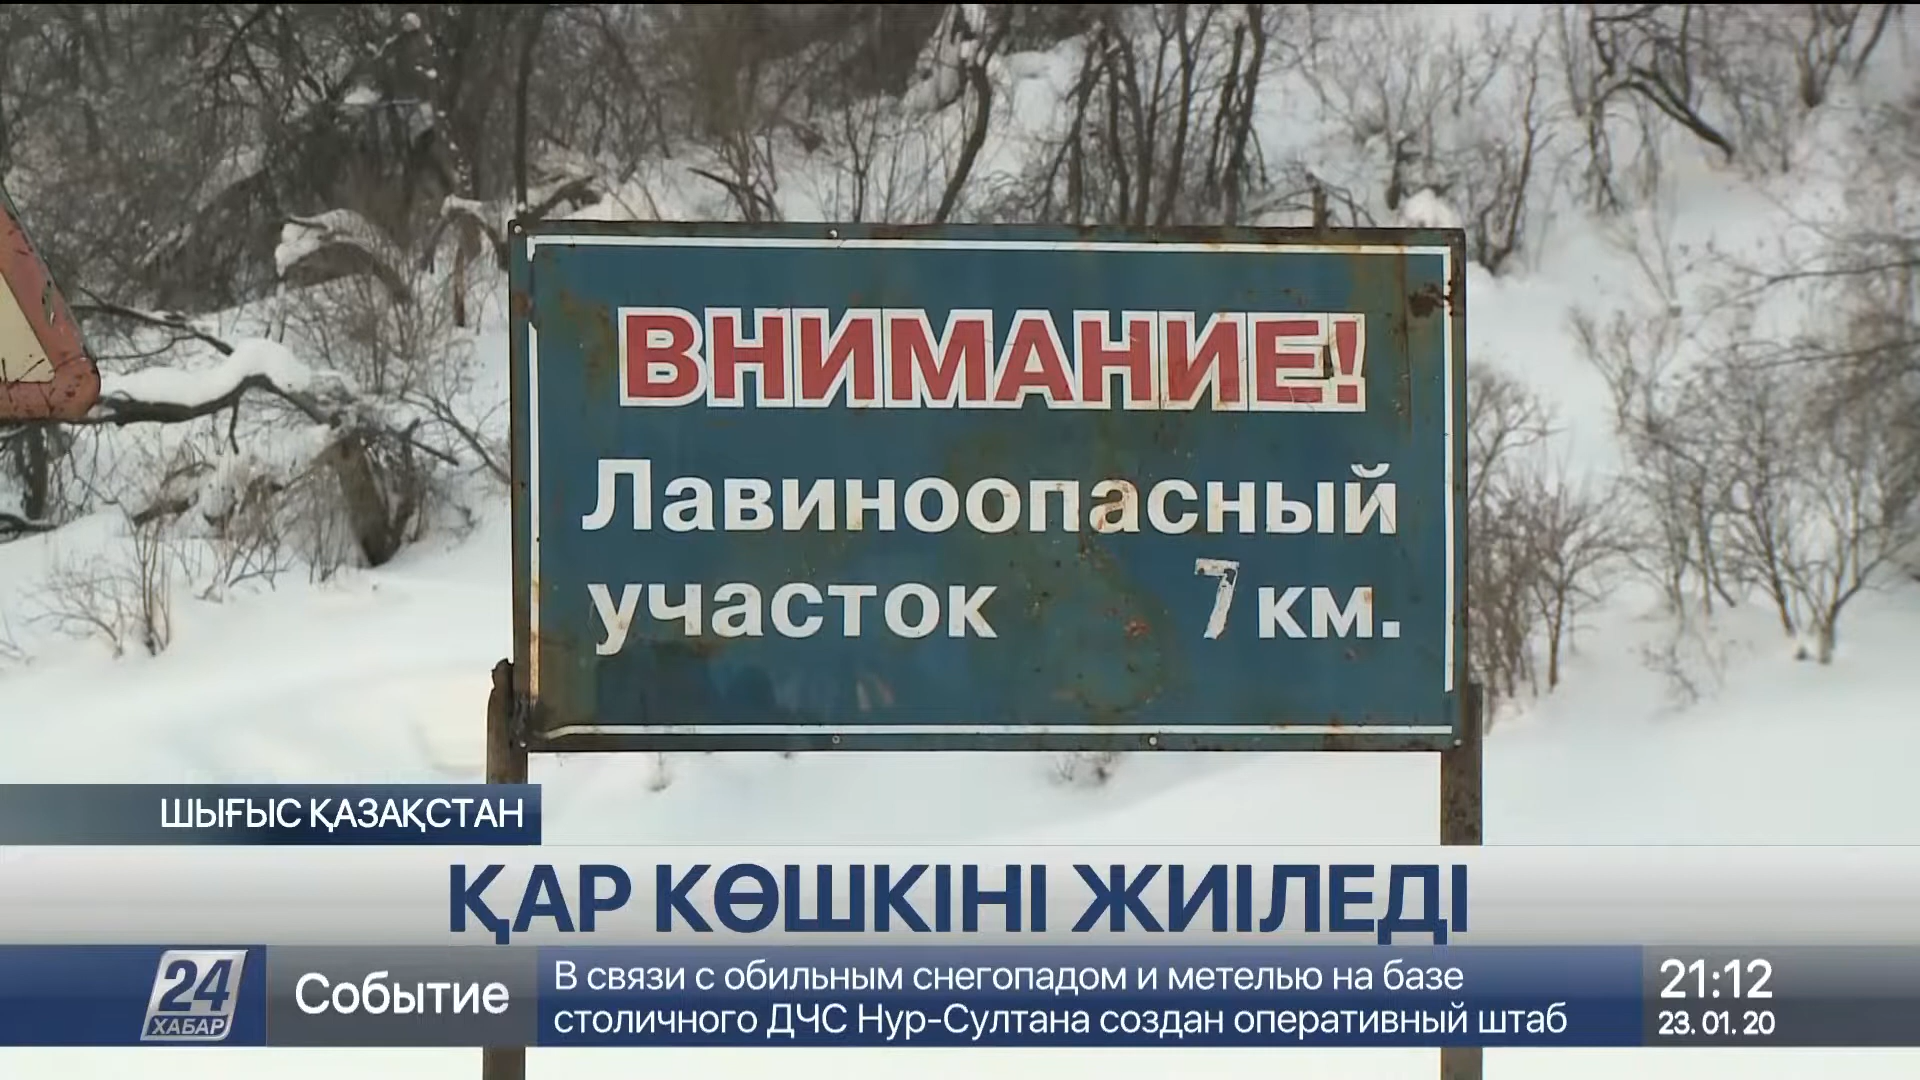 ВНИМАНИЕ!
Лавиноопасный
участок 7 км.
ШЫҒЫС ҚАЗАҚСТАН
ҚАР КӨШКІНІ ЖИІЛЕДІ
24
ХАБАР
Событие
В связи с обильным снегопадом и метелью на базе
столичного ДЧС Нур-Султана создан оперативный штаб
21:12
23. 01. 20